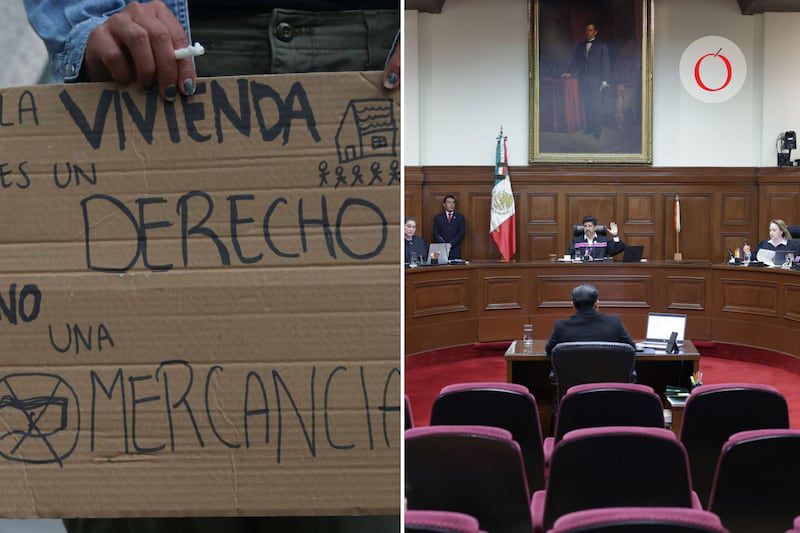 LA VIVIENDA
ES UN
DERECHO
NO
UNA
MERCANCIA